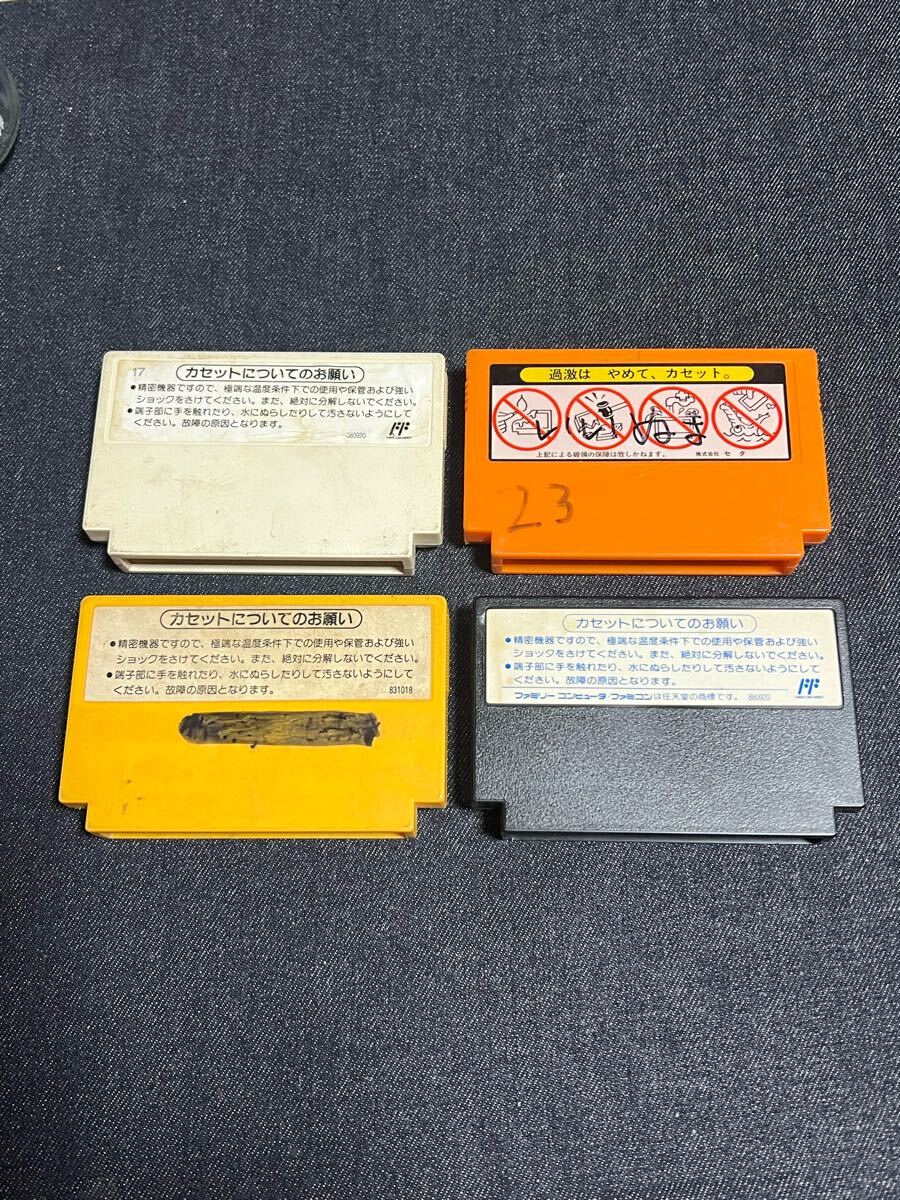 17
カセットについてのお願い
●精密機器ですので、極端な温度条件下での使用や保管および強い
ショックをさけてください。また、絶対に分解しないでください。
●端子部に手を触れたり、水にぬらしたりして汚さないようにして
ください。故障の原因となります。
880920
過激は やめて、カセット。
ぬま
上記による破損の保障は致しかねます。 株式会社 セタ
23
カセットについてのお願い
●精密機器ですので、極端な温度条件下での使用や保管および強い
ショックをさけてください。また、絶対に分解しないでください。
●端子部に手を触れたり、水にぬらしたりして汚さないようにして
ください。故障の原因となります。
831018
カセットについてのお願い
●精密機器ですので、極端な温度条件下での使用や保管および強い
ショックをさけてください。また、絶対に分解しないでください。
●端子部に手を触れたり、水にぬらしたりして汚さないようにして
ください。故障の原因となります。
ファミリー コンピュータ ファミコンは任天堂の商標です。 880920